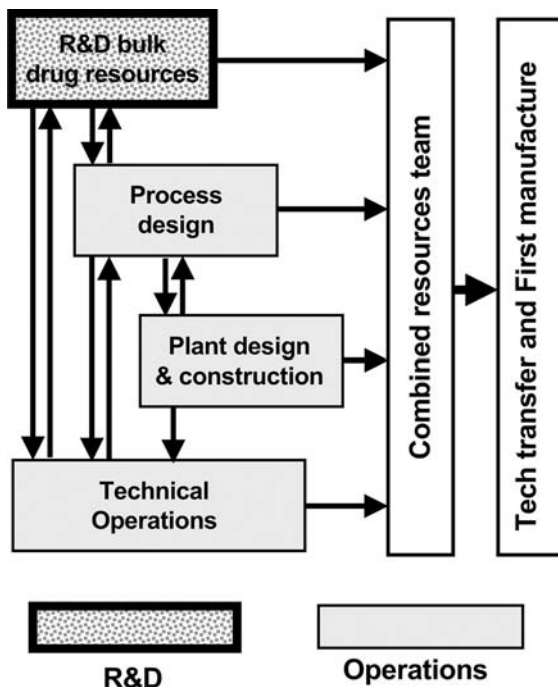 R&D bulk
drug resources
Process
design
Plant design
& construction
Technical
Operations
Combined resources team
Tech transfer and First manufacture
R&D
Operations